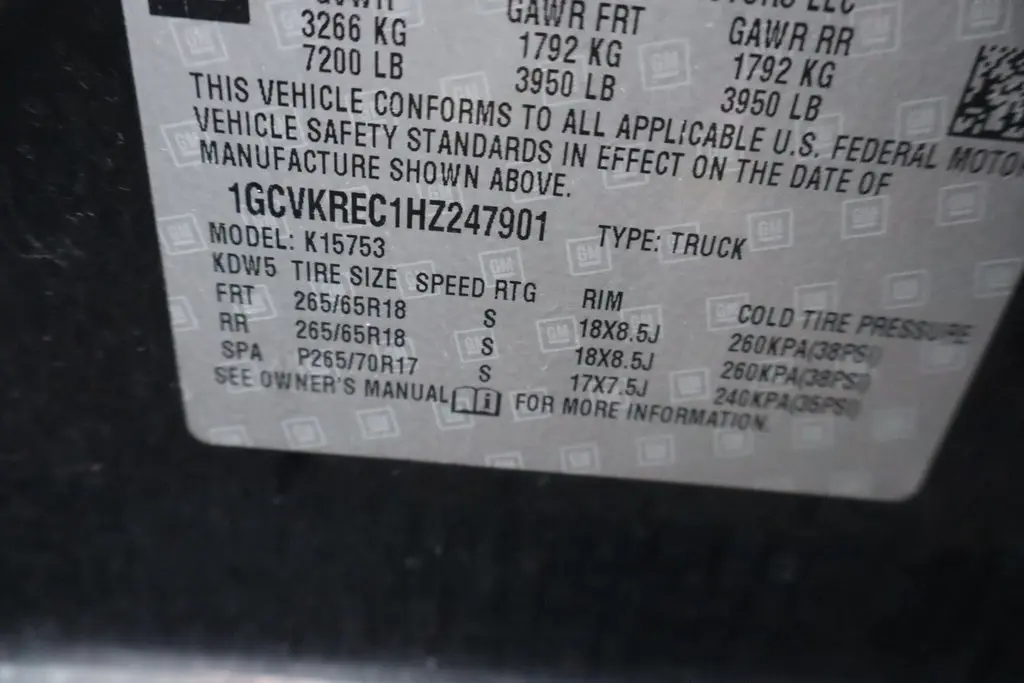 GVWR GAWR FRT GAWR RR
3266 KG 1792 KG 1792 KG
7200 LB 3950 LB 3950 LB
THIS VEHICLE CONFORMS TO ALL APPLICABLE U.S. FEDERAL MOTOR
VEHICLE SAFETY STANDARDS IN EFFECT ON THE DATE OF
MANUFACTURE SHOWN ABOVE.
1GCVKREC1HZ247901 TYPE: TRUCK
MODEL: K15753
KDW5 TIRE SIZE SPEED RTG RIM COLD TIRE PRESSURE
FRT 265/65R18 S 18X8.5J 260KPA(38PSI)
RR 265/65R18 S 18X8.5J 260KPA(38PSI)
SPA P265/70R17 S 17X7.5J 240KPA(35PSI)
SEE OWNER'S MANUAL i FOR MORE INFORMATION.